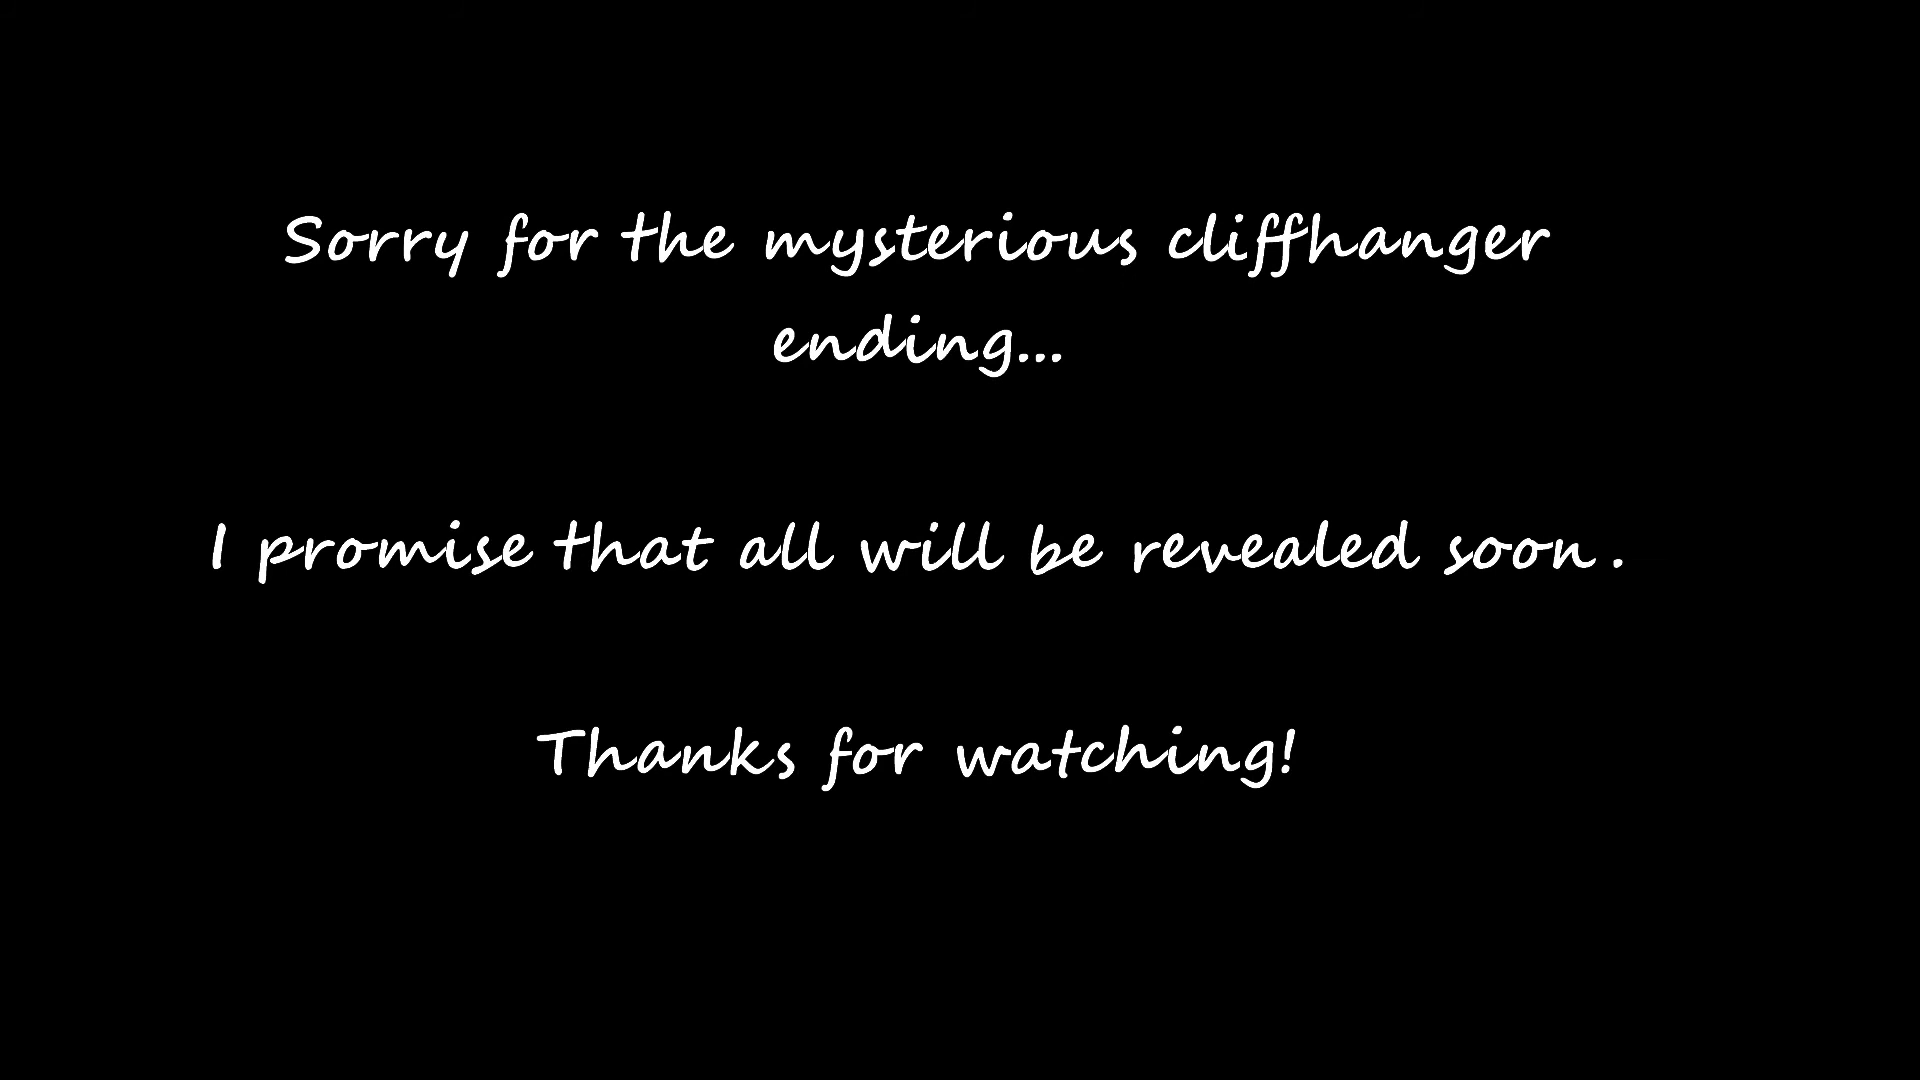 Sorry for the mysterious cliffhanger
ending...
I promise that all will be revealed soon.
Thanks for watching!